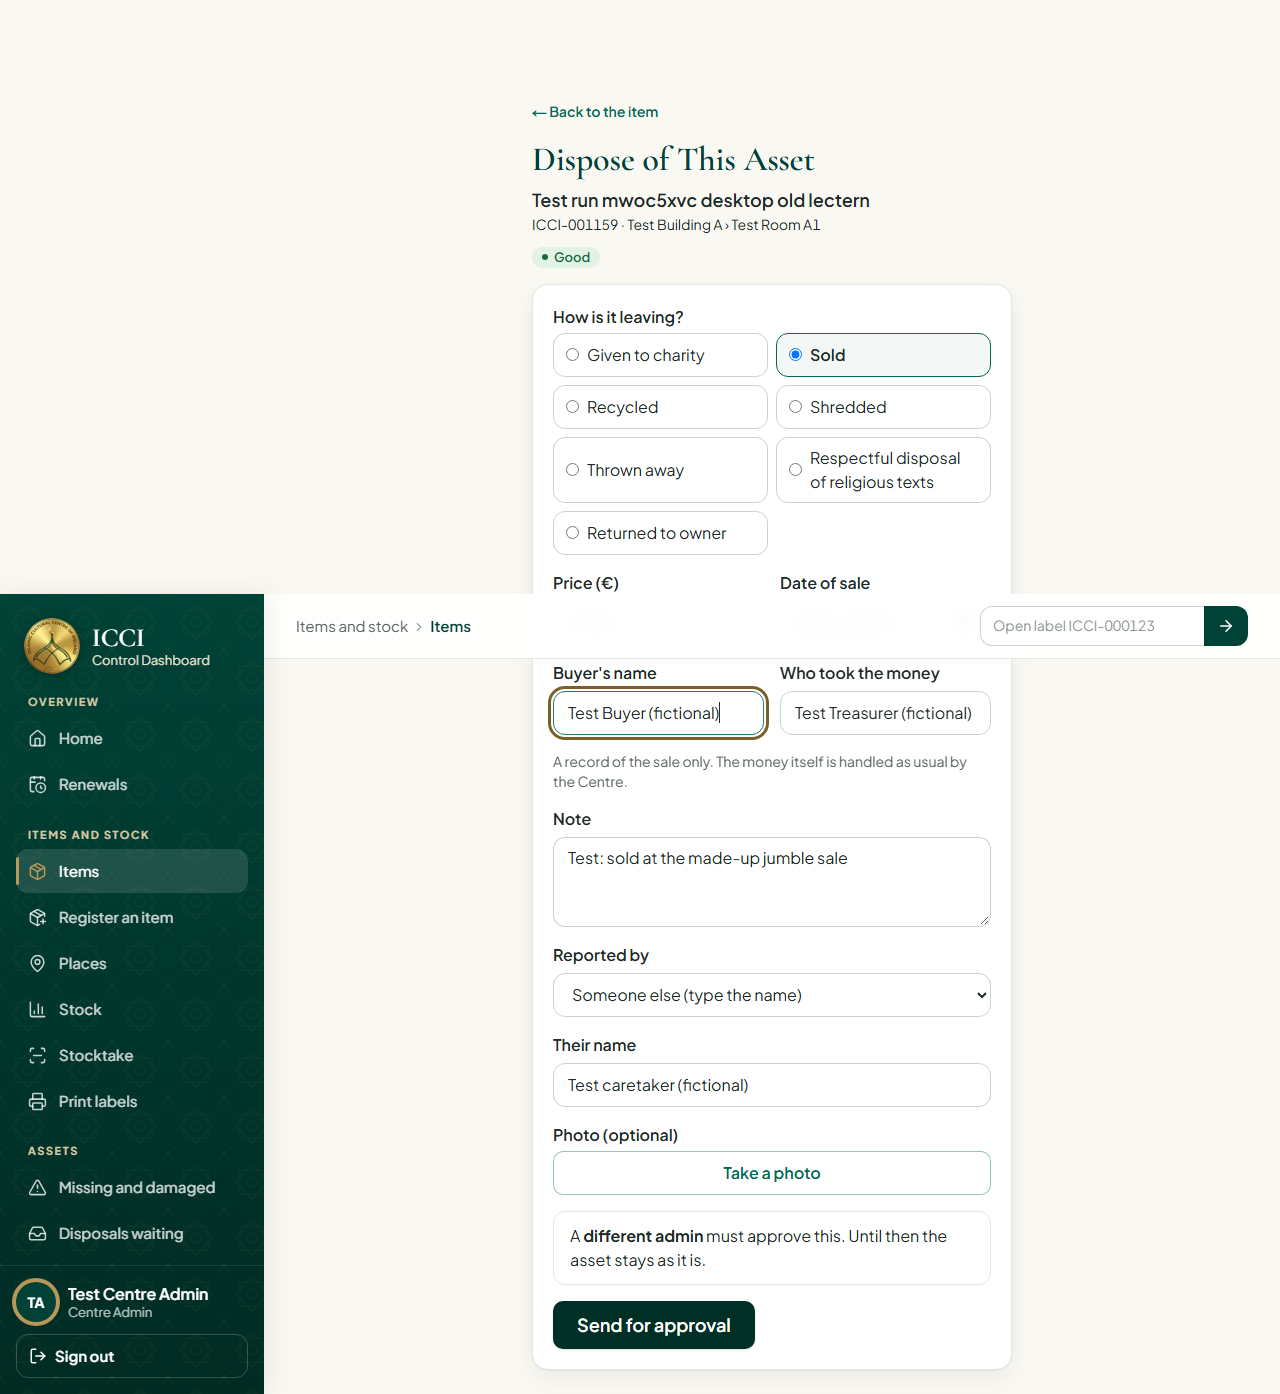 ← Back to the item
Dispose of This Asset
Test run mwoc5xvc desktop old lectern
ICCI-001159 · Test Building A › Test Room A1
Good
How is it leaving?
Given to charity
Sold
Recycled
Shredded
Thrown away
Respectful disposal
of religious texts
Returned to owner
Price (€)
Date of sale
ICCI
Control Dashboard
Items and stock › Items
Open label ICCI-000123
OVERVIEW
Home
Renewals
ITEMS AND STOCK
Items
Register an item
Places
Stock
Stocktake
Print labels
ASSETS
Missing and damaged
Disposals waiting
TA
Test Centre Admin
Centre Admin
Sign out
Buyer's name
Who took the money
Test Buyer (fictional)
Test Treasurer (fictional)
A record of the sale only. The money itself is handled as usual by
the Centre.
Note
Test: sold at the made-up jumble sale
Reported by
Someone else (type the name)
Their name
Test caretaker (fictional)
Photo (optional)
Take a photo
A different admin must approve this. Until then the
asset stays as it is.
Send for approval